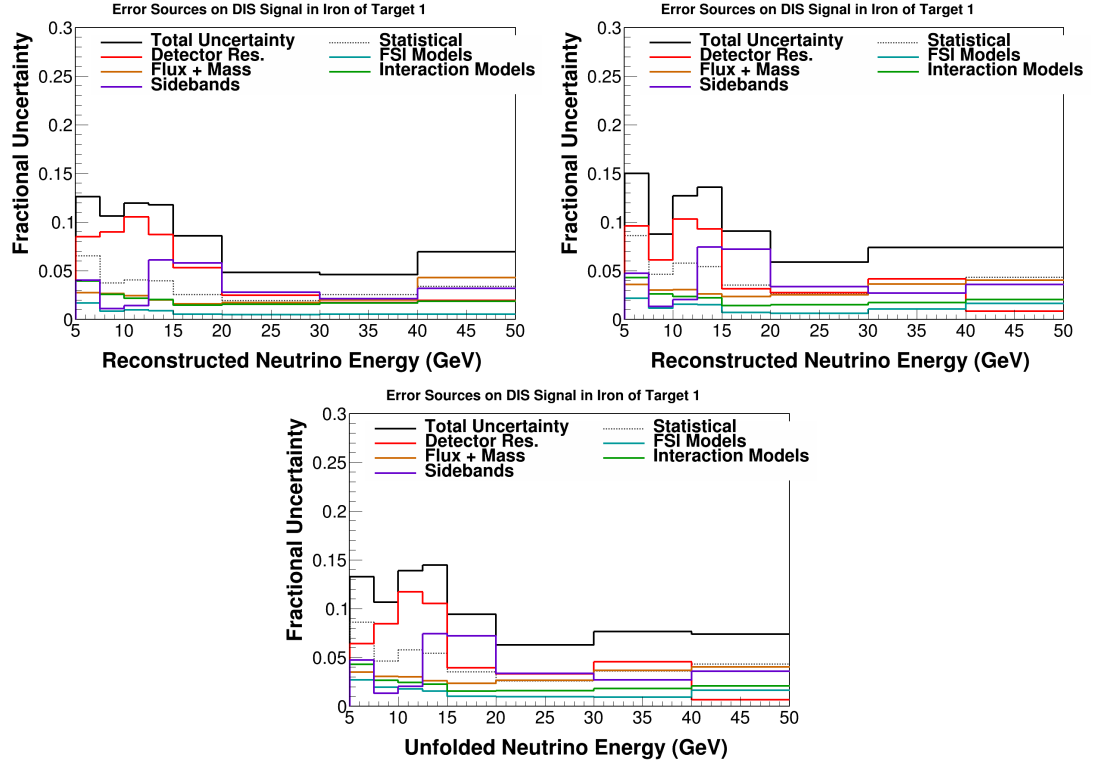 Error Sources on DIS Signal in Iron of Target 1
Fractional Uncertainty
0.3
0.25
0.2
0.15
0.1
0.05
0
Total Uncertainty
Detector Res.
Flux + Mass
Sidebands
Statistical
FSI Models
Interaction Models
5 10 15 20 25 30 35 40 45 50
Reconstructed Neutrino Energy (GeV)
Error Sources on DIS Signal in Iron of Target 1
Fractional Uncertainty
0.3
0.25
0.2
0.15
0.1
0.05
0
Total Uncertainty
Detector Res.
Flux + Mass
Sidebands
Statistical
FSI Models
Interaction Models
5 10 15 20 25 30 35 40 45 50
Reconstructed Neutrino Energy (GeV)
Error Sources on DIS Signal in Iron of Target 1
Fractional Uncertainty
0.3
0.25
0.2
0.15
0.1
0.05
0
Total Uncertainty
Detector Res.
Flux + Mass
Sidebands
Statistical
FSI Models
Interaction Models
5 10 15 20 25 30 35 40 45 50
Unfolded Neutrino Energy (GeV)